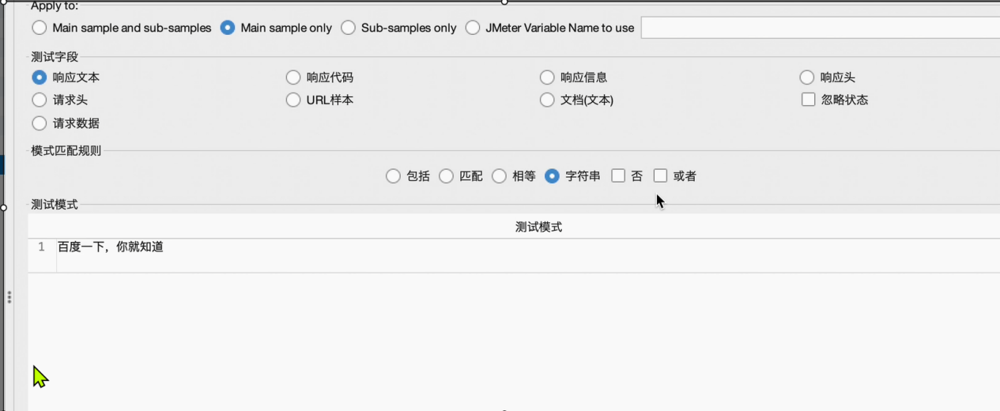 Apply to:
Main sample and sub-samples Main sample only Sub-samples only JMeter Variable Name to use
测试字段
响应文本 响应代码 响应信息 响应头
请求头 URL样本 文档(文本) 忽略状态
请求数据
模式匹配规则
包括 匹配 相等 字符串 否 或者
测试模式
测试模式
1 百度一下，你就知道